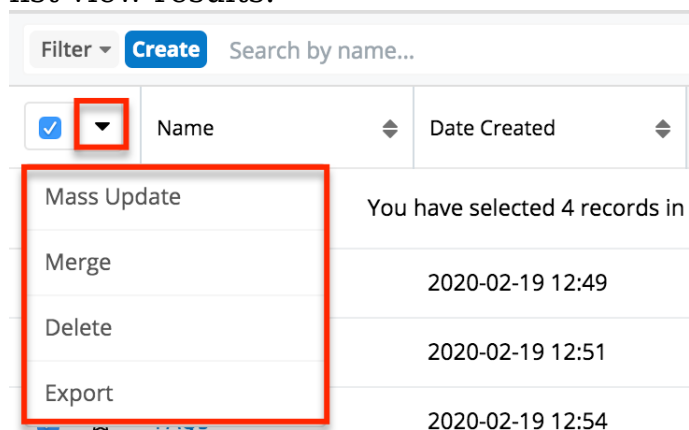 Filter Create Search by name...
Name Date Created
Mass Update
You have selected 4 records in
Merge
2020-02-19 12:49
Delete
2020-02-19 12:51
Export
2020-02-19 12:54